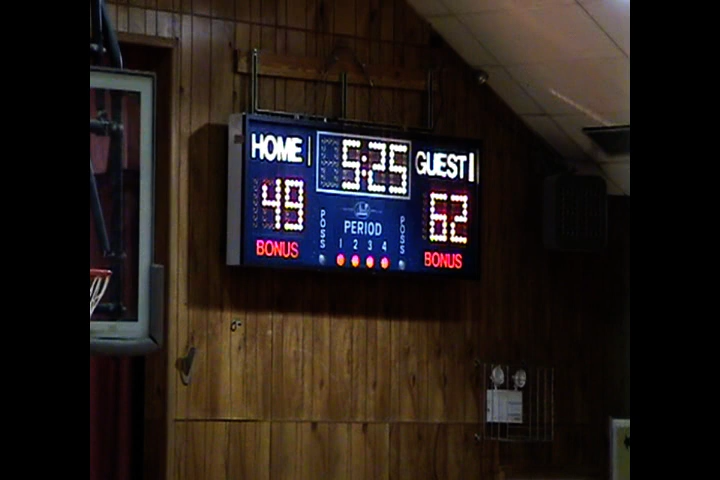 HOME 5:25 GUEST
49 PERIOD 62
POSS 1 2 3 4 POSS
BONUS BONUS